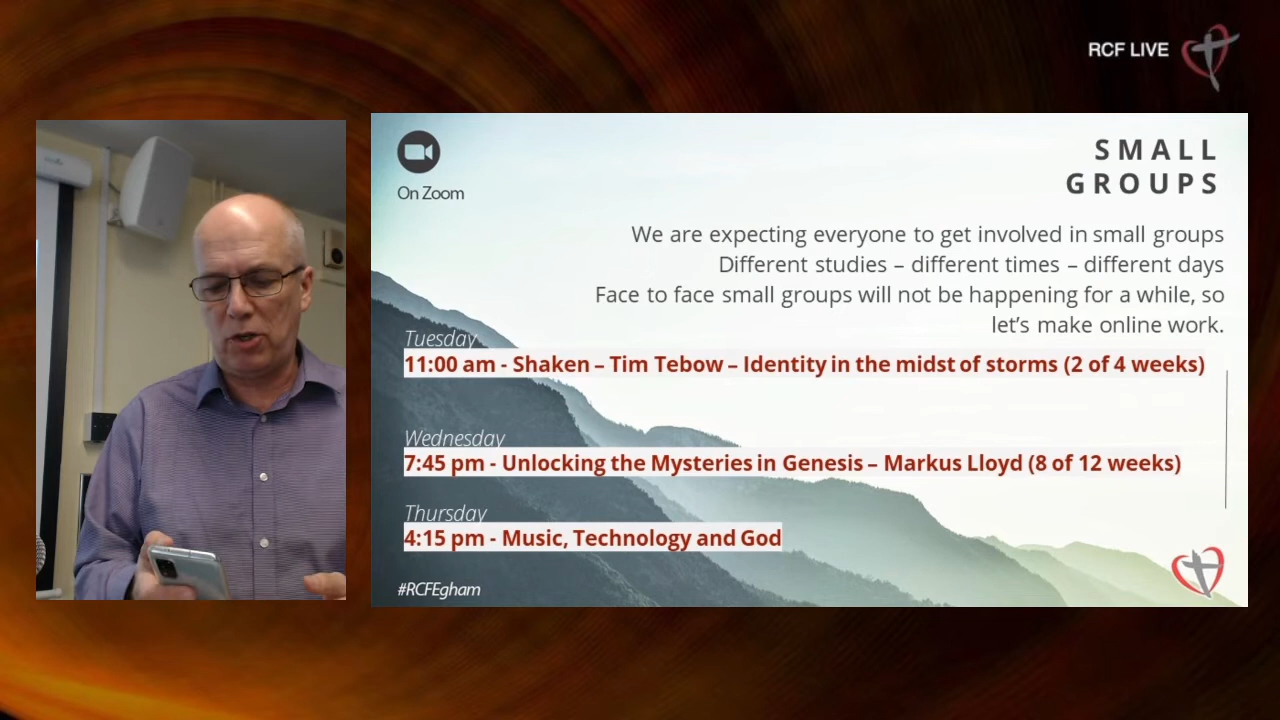 RCF LIVE
On Zoom
SMALL
GROUPS
We are expecting everyone to get involved in small groups
Different studies – different times – different days
Face to face small groups will not be happening for a while, so
let’s make online work.
Tuesday
11:00 am - Shaken – Tim Tebow – Identity in the midst of storms (2 of 4 weeks)
Wednesday
7:45 pm - Unlocking the Mysteries in Genesis – Markus Lloyd (8 of 12 weeks)
Thursday
4:15 pm - Music, Technology and God
#RCFEgham